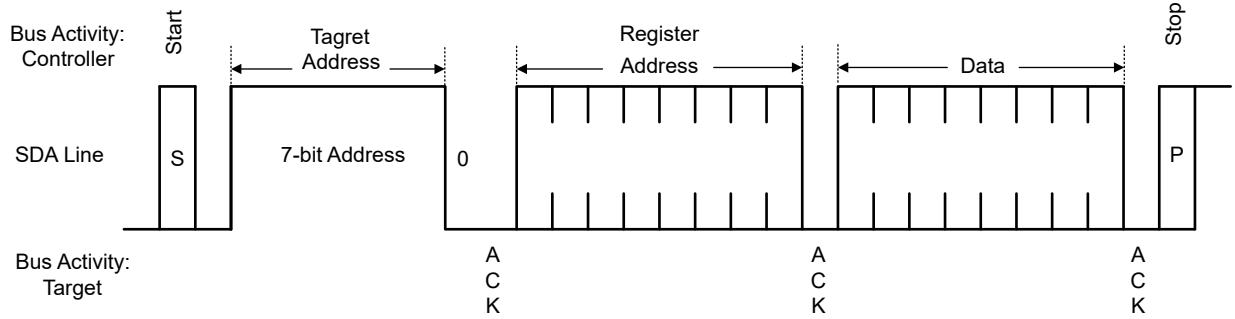 Bus Activity:
Controller
Start
Tagret
Address
Register
Address
Data
Stop
SDA Line
S
7-bit Address
0
P
Bus Activity:
Target
A
C
K
A
C
K
A
C
K